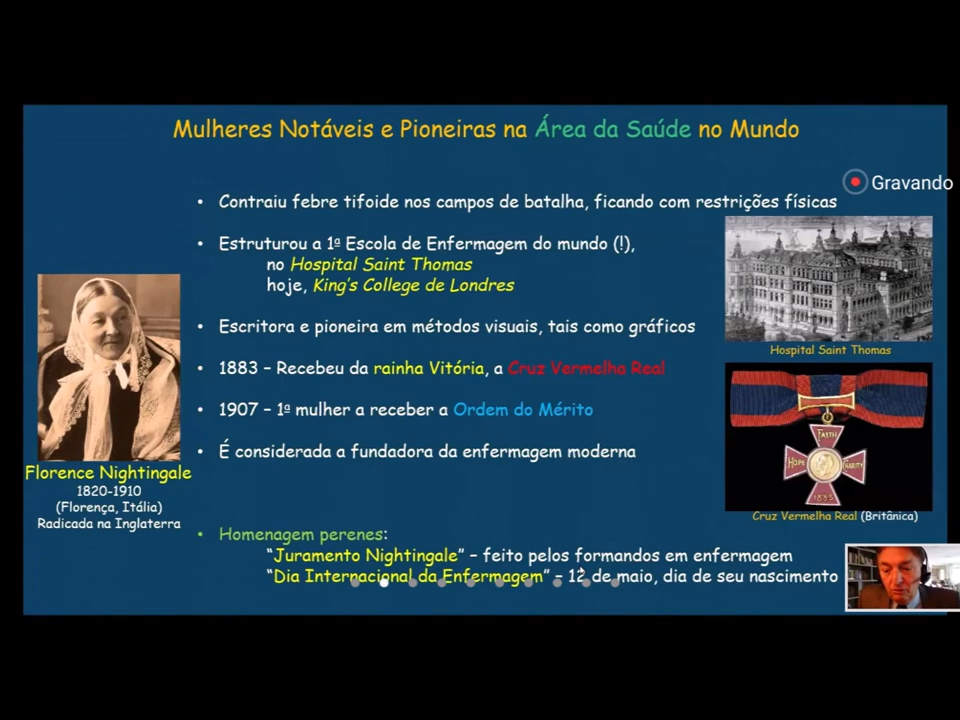 Mulheres Notáveis e Pioneiras na Área da Saúde no Mundo
Gravando
• Contraiu febre tifoide nos campos de batalha, ficando com restrições físicas
• Estruturou a 1ª Escola de Enfermagem do mundo (!),
no Hospital Saint Thomas
hoje, King's College de Londres
• Escritora e pioneira em métodos visuais, tais como gráficos
• 1883 – Recebeu da rainha Vitória, a Cruz Vermelha Real
• 1907 – 1ª mulher a receber a Ordem do Mérito
• É considerada a fundadora da enfermagem moderna
Florence Nightingale
1820-1910
(Florença, Itália)
Radicada na Inglaterra
Hospital Saint Thomas
FAITH
HOPE
CHARITY
1883
Cruz Vermelha Real (Britânica)
• Homenagem perenes:
"Juramento Nightingale" – feito pelos formandos em enfermagem
"Dia Internacional da Enfermagem" – 12 de maio, dia de seu nascimento